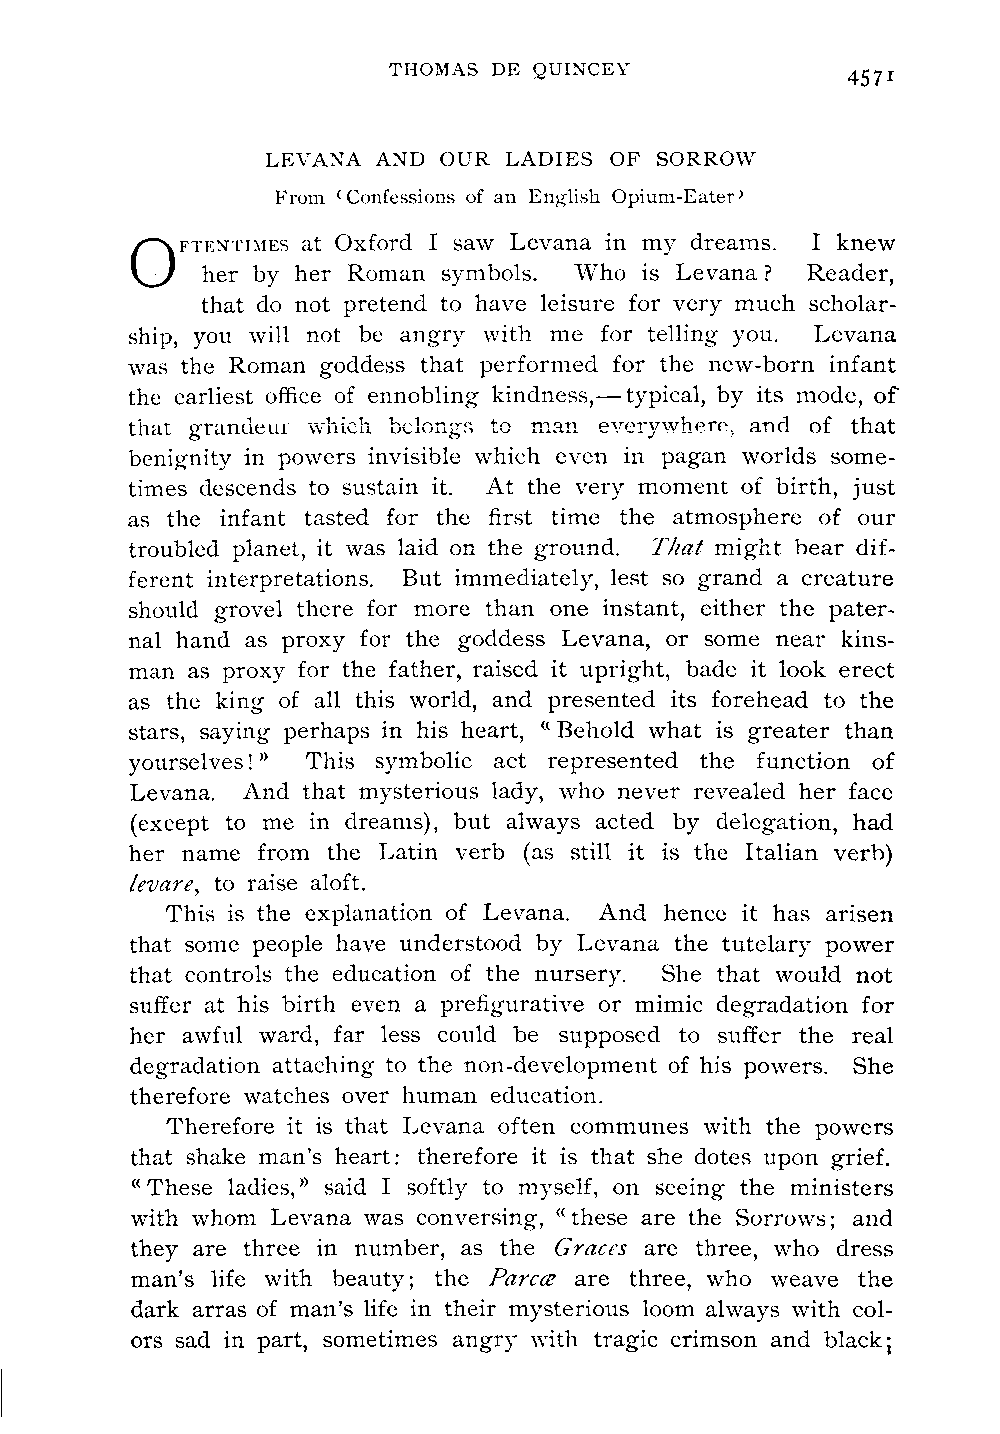 THOMAS DE QUINCEY
4571
LEVANA AND OUR LADIES OF SORROW
From ‘Confessions of an English Opium-Eater’
OFTENTIMES at Oxford I saw Levana in my dreams. I knew
her by her Roman symbols. Who is Levana? Reader,
that do not pretend to have leisure for very much scholar-
ship, you will not be angry with me for telling you. Levana
was the Roman goddess that performed for the new-born infant
the earliest office of ennobling kindness,—typical, by its mode, of
that grandeur which belongs to man everywhere, and of that
benignity in powers invisible which even in pagan worlds some-
times descends to sustain it. At the very moment of birth, just
as the infant tasted for the first time the atmosphere of our
troubled planet, it was laid on the ground. That might bear dif-
ferent interpretations. But immediately, lest so grand a creature
should grovel there for more than one instant, either the pater-
nal hand as proxy for the goddess Levana, or some near kins-
man as proxy for the father, raised it upright, bade it look erect
as the king of all this world, and presented its forehead to the
stars, saying perhaps in his heart, “Behold what is greater than
yourselves!” This symbolic act represented the function of
Levana. And that mysterious lady, who never revealed her face
(except to me in dreams), but always acted by delegation, had
her name from the Latin verb (as still it is the Italian verb)
levare, to raise aloft.
This is the explanation of Levana. And hence it has arisen
that some people have understood by Levana the tutelary power
that controls the education of the nursery. She that would not
suffer at his birth even a prefigurative or mimic degradation for
her awful ward, far less could be supposed to suffer the real
degradation attaching to the non-development of his powers. She
therefore watches over human education.
Therefore it is that Levana often communes with the powers
that shake man's heart: therefore it is that she dotes upon grief.
“These ladies,” said I softly to myself, on seeing the ministers
with whom Levana was conversing, “these are the Sorrows; and
they are three in number, as the Graces are three, who dress
man's life with beauty; the Parcæ are three, who weave the
dark arras of man's life in their mysterious loom always with col-
ors sad in part, sometimes angry with tragic crimson and black;